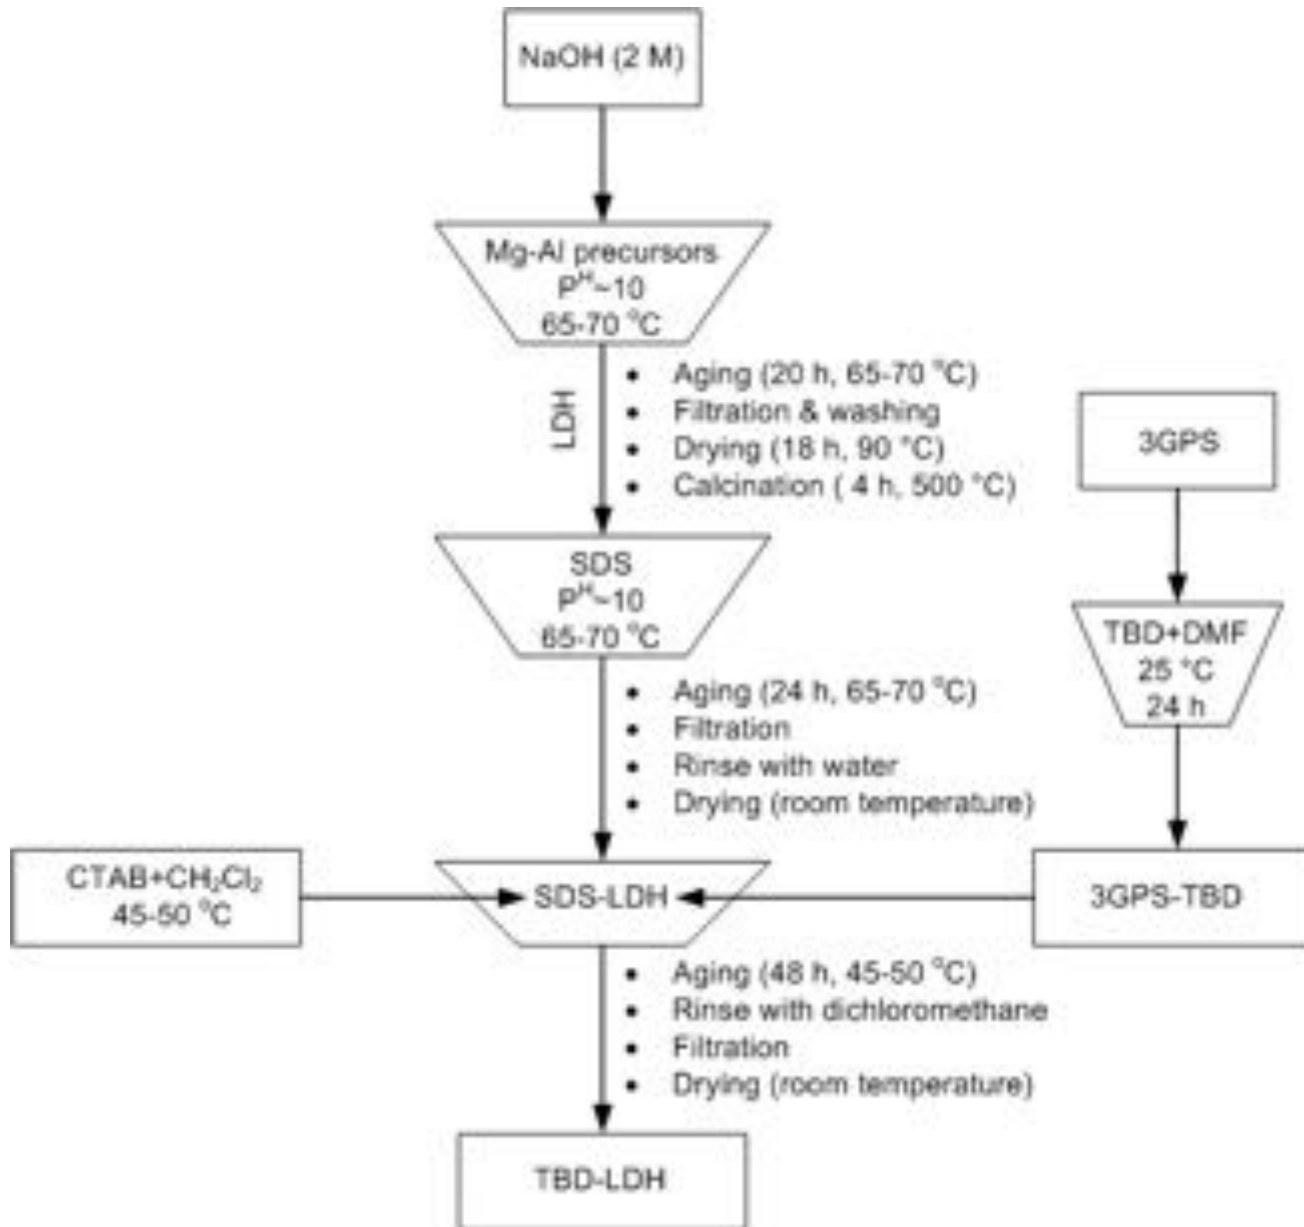 NaOH (2 M)
Mg-Al precursors
Pᴴ~10
65-70 °C
LDH
• Aging (20 h, 65-70 °C)
• Filtration & washing
• Drying (18 h, 90 °C)
• Calcination ( 4 h, 500 °C)
3GPS
SDS
Pᴴ~10
65-70 °C
TBD+DMF
25 °C
24 h
• Aging (24 h, 65-70 °C)
• Filtration
• Rinse with water
• Drying (room temperature)
CTAB+CH₂Cl₂
45-50 °C
SDS-LDH
3GPS-TBD
• Aging (48 h, 45-50 °C)
• Rinse with dichloromethane
• Filtration
• Drying (room temperature)
TBD-LDH